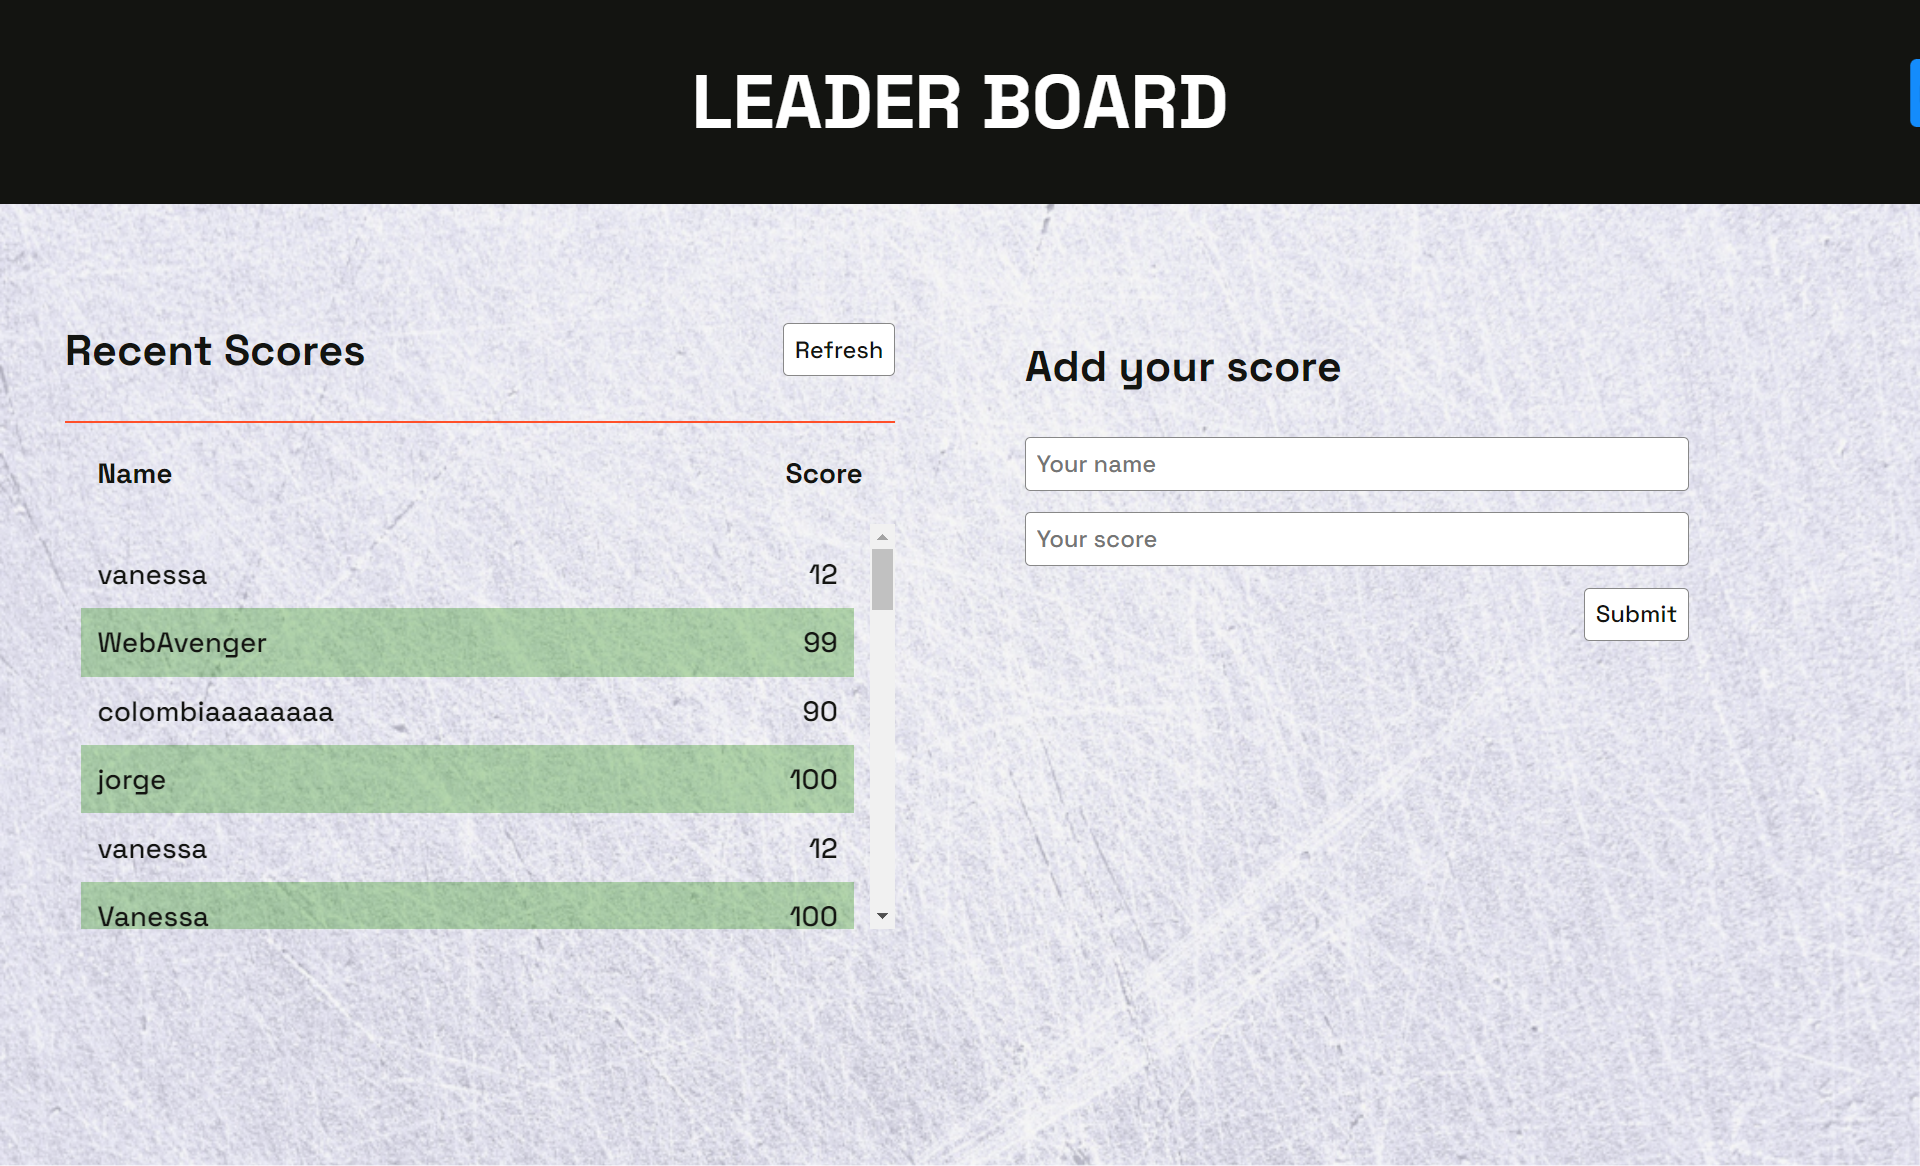 LEADER BOARD
Recent Scores
Refresh
Name Score
vanessa 12
WebAvenger 99
colombiaaaaaaaa 90
jorge 100
vanessa 12
Vanessa 100
Add your score
Your name
Your score
Submit